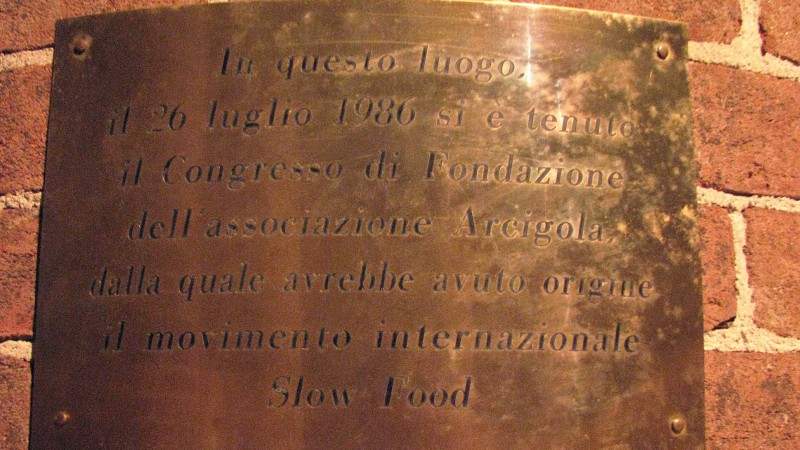 In questo luogo,
il 26 luglio 1986 si è tenuto
il Congresso di Fondazione
dell'associazione Arcigola,
dalla quale avrebbe avuto origine
il movimento internazionale
Slow Food